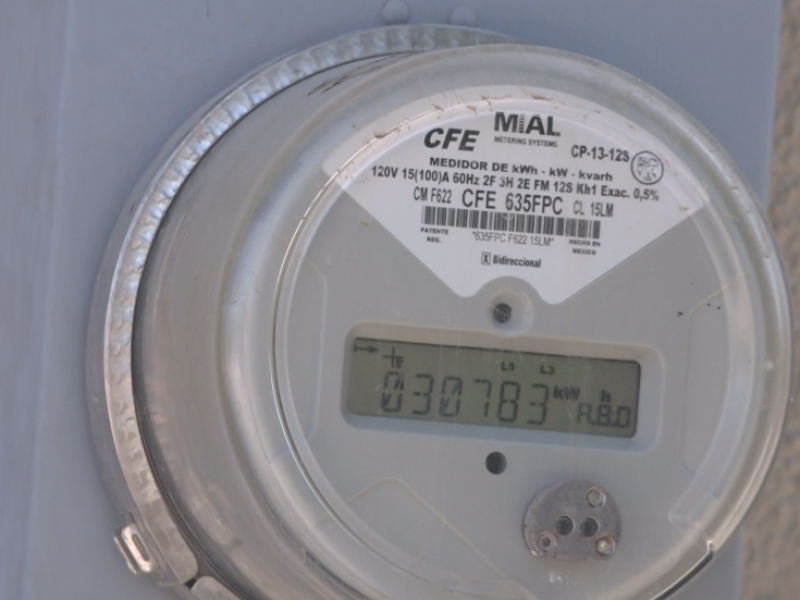 CFE
MIAL
METERING SYSTEMS
CP-13-12S
MEDIDOR DE kWh - kW - kvarh
120V 15(100)A 60Hz 2F 3H 2E FM 12S Kh1 Exac. 0,5%
CM F622 CFE 635FPC CL 15LM
PATENTE REG.
"635FPC F622 15LM"
HECHO EN MEXICO
X Bidireccional
L1 L3
030783 kW h